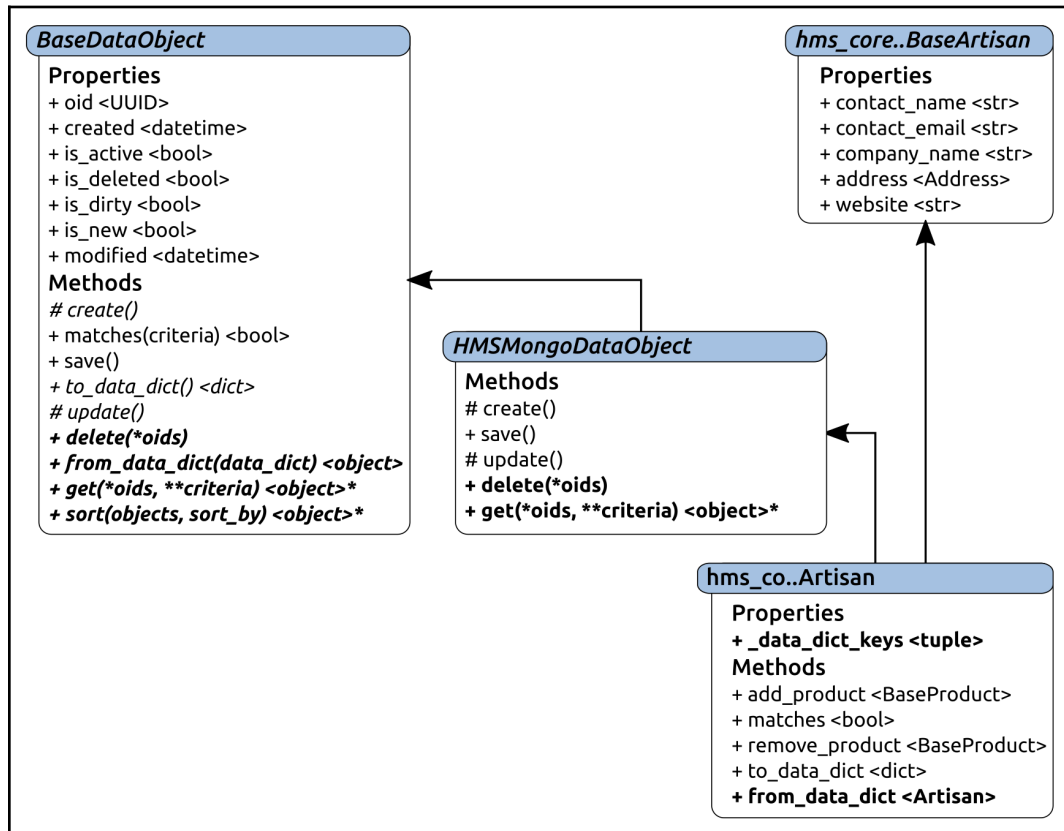 BaseDataObject
Properties
+ oid <UUID>
+ created <datetime>
+ is_active <bool>
+ is_deleted <bool>
+ is_dirty <bool>
+ is_new <bool>
+ modified <datetime>
Methods
# create()
+ matches(criteria) <bool>
+ save()
+ to_data_dict() <dict>
# update()
+ delete(*oids)
+ from_data_dict(data_dict) <object>
+ get(*oids, **criteria) <object>*
+ sort(objects, sort_by) <object>*
hms_core..BaseArtisan
Properties
+ contact_name <str>
+ contact_email <str>
+ company_name <str>
+ address <Address>
+ website <str>
HMSMongoDataObject
Methods
# create()
+ save()
# update()
+ delete(*oids)
+ get(*oids, **criteria) <object>*
hms_co..Artisan
Properties
+ _data_dict_keys <tuple>
Methods
+ add_product <BaseProduct>
+ matches <bool>
+ remove_product <BaseProduct>
+ to_data_dict <dict>
+ from_data_dict <Artisan>